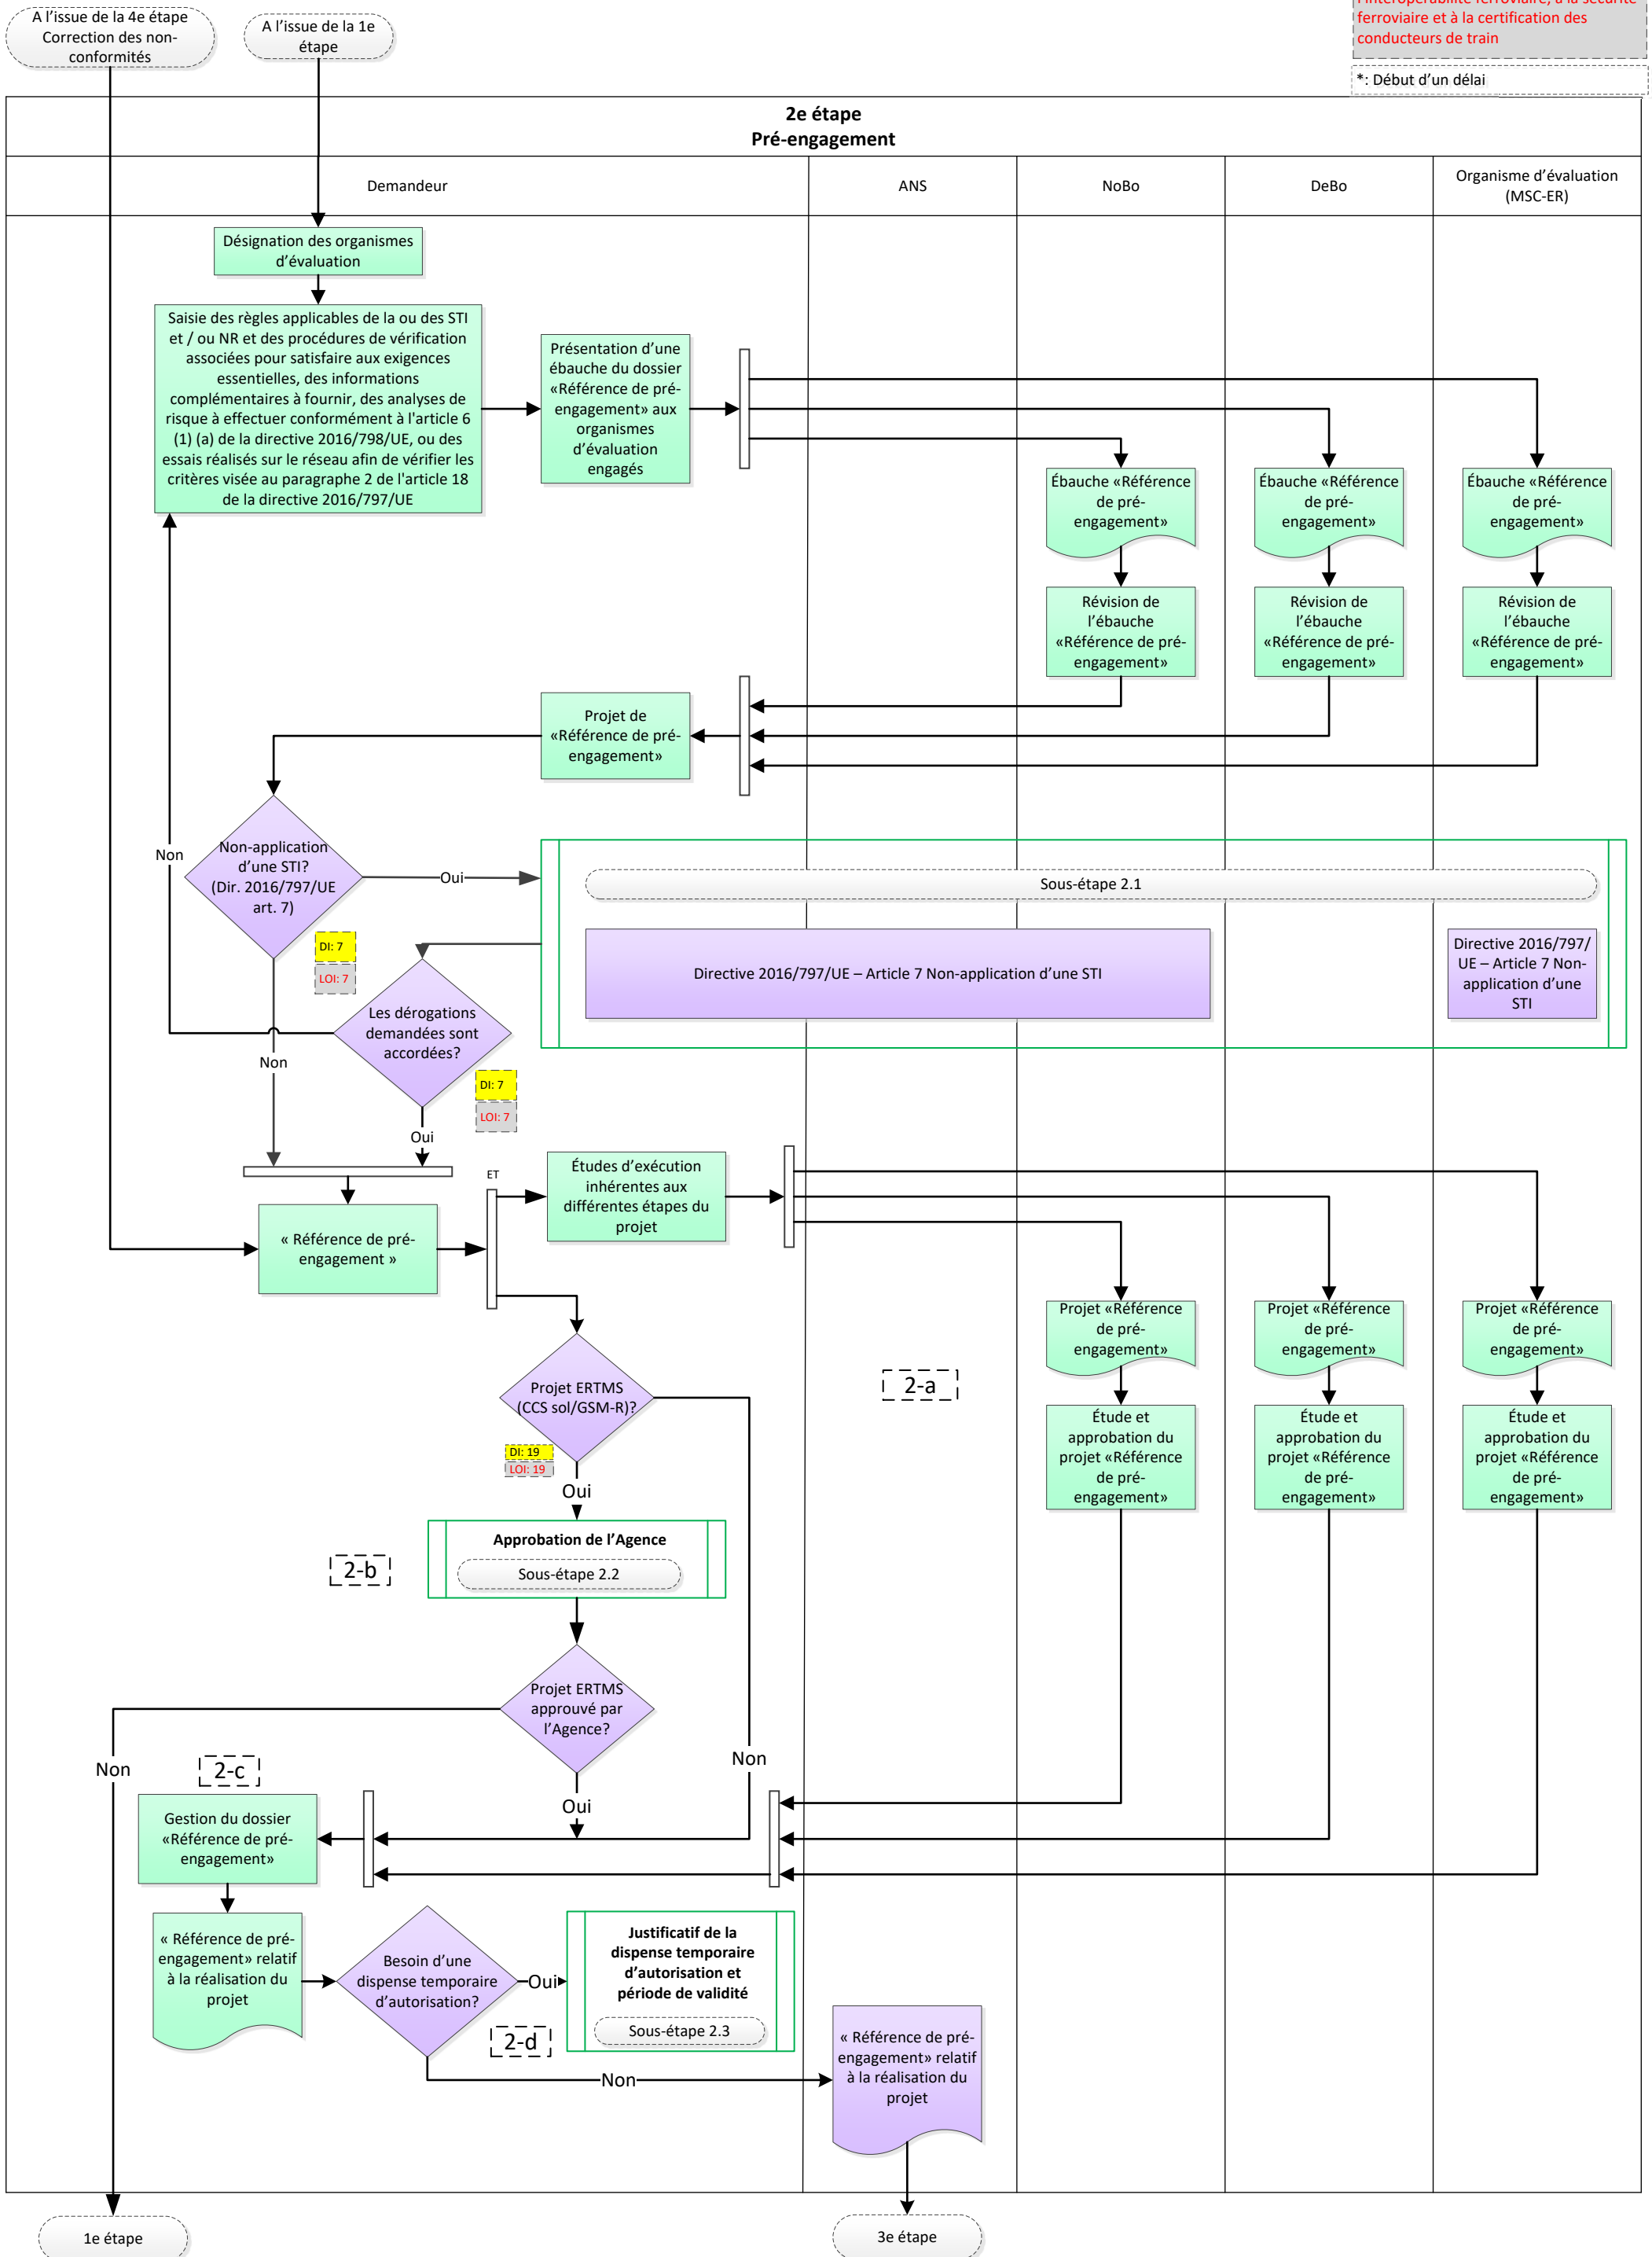 A l'issue de la 4e étape
Correction des non-
conformités
A l'issue de la 1e
étape
ferroviaire et à la certification des
conducteurs de train
*: Début d'un délai
2e étape
Pré-engagement
Demandeur
ANS
NoBo
DeBo
Organisme d'évaluation
(MSC-ER)
Désignation des organismes
d'évaluation
Saisie des règles applicables de la ou des STI
et / ou NR et des procédures de vérification
associées pour satisfaire aux exigences
essentielles, des informations
complémentaires à fournir, des analyses de
risque à effectuer conformément à l'article 6
(1) (a) de la directive 2016/798/UE, ou des
essais réalisés sur le réseau afin de vérifier les
critères visée au paragraphe 2 de l'article 18
de la directive 2016/797/UE
Présentation d'une
ébauche du dossier
«Référence de pré-
engagement» aux
organismes
d'évaluation
engagés
Ébauche «Référence
de pré-
engagement»
Ébauche «Référence
de pré-
engagement»
Ébauche «Référence
de pré-
engagement»
Révision de
l'ébauche
«Référence de pré-
engagement»
Révision de
l'ébauche
«Référence de pré-
engagement»
Révision de
l'ébauche
«Référence de pré-
engagement»
Projet de
«Référence de pré-
engagement»
Non-application
d'une STI?
(Dir. 2016/797/UE
art. 7)
Non
Oui
DI: 7
LOI: 7
Sous-étape 2.1
Directive 2016/797/UE – Article 7 Non-application d'une STI
Directive 2016/797/
UE – Article 7 Non-
application d'une
STI
Les dérogations
demandées sont
accordées?
Non
DI: 7
LOI: 7
Oui
« Référence de pré-
engagement »
ET
Études d'exécution
inhérentes aux
différentes étapes du
projet
Projet «Référence
de pré-
engagement»
Projet «Référence
de pré-
engagement»
Projet «Référence
de pré-
engagement»
Projet ERTMS
(CCS sol/GSM-R)?
2-a
DI: 19
LOI: 19
Oui
Étude et
approbation du
projet «Référence
de pré-
engagement»
Étude et
approbation du
projet «Référence
de pré-
engagement»
Étude et
approbation du
projet «Référence
de pré-
engagement»
Approbation de l'Agence
Sous-étape 2.2
2-b
Projet ERTMS
approuvé par
l'Agence?
Non
Non
2-c
Oui
Gestion du dossier
«Référence de pré-
engagement»
« Référence de pré-
engagement» relatif
à la réalisation du
projet
Besoin d'une
dispense temporaire
d'autorisation?
Oui
Justificatif de la
dispense temporaire
d'autorisation et
période de validité
Sous-étape 2.3
2-d
Non
« Référence de pré-
engagement» relatif
à la réalisation du
projet
1e étape
3e étape